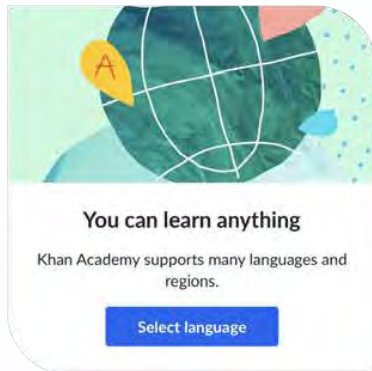 A
You can learn anything
Khan Academy supports many languages and
regions.
Select language